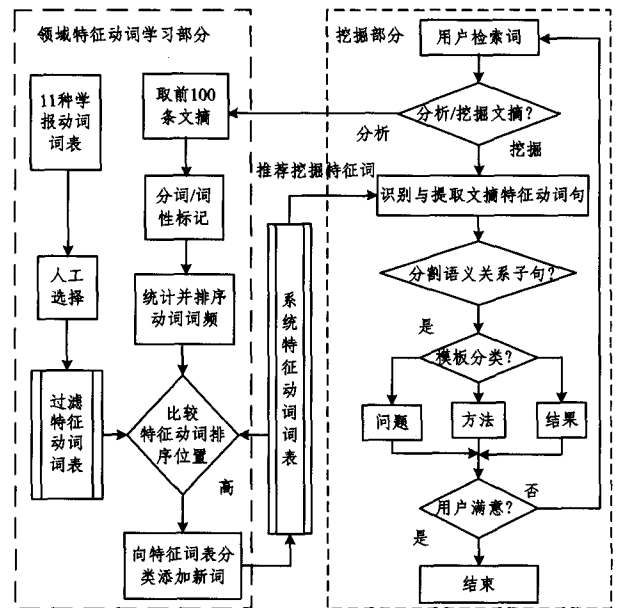 领域特征动词学习部分
11种学
报动词
词表
人工
选择
过滤
特征
动词
词表
取前100
条文摘
分词/词
性标记
统计并排序
动词词频
比较
特征动词排
序位置
高
向特征词表分
类添加新词
分析
推荐挖掘特征词
系
统
特
征
动
词
词
表
挖掘部分
用户检索词
分析/挖掘文摘?
挖掘
识别与提取文摘特征动词句
分割语义关系子句?
是
模板分类?
问题
方法
结果
用户满意?
否
是
结束